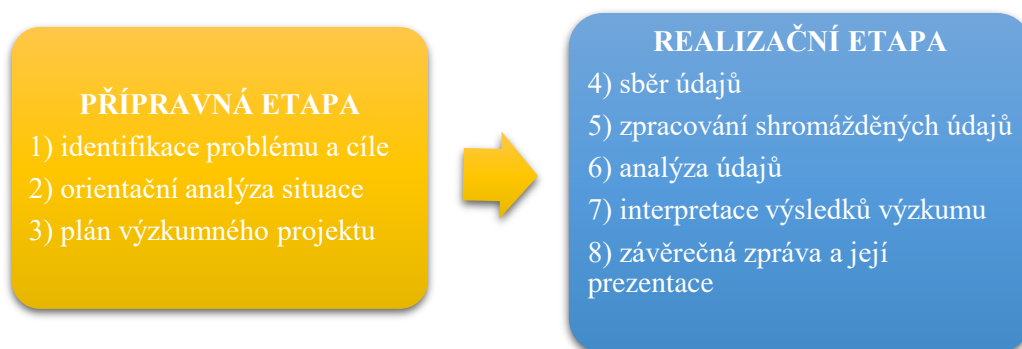 PŘÍPRAVNÁ ETAPA
1) identifikace problému a cíle
2) orientační analýza situace
3) plán výzkumného projektu
REALIZAČNÍ ETAPA
4) sběr údajů
5) zpracování shromážděných údajů
6) analýza údajů
7) interpretace výsledků výzkumu
8) závěrečná zpráva a její
prezentace